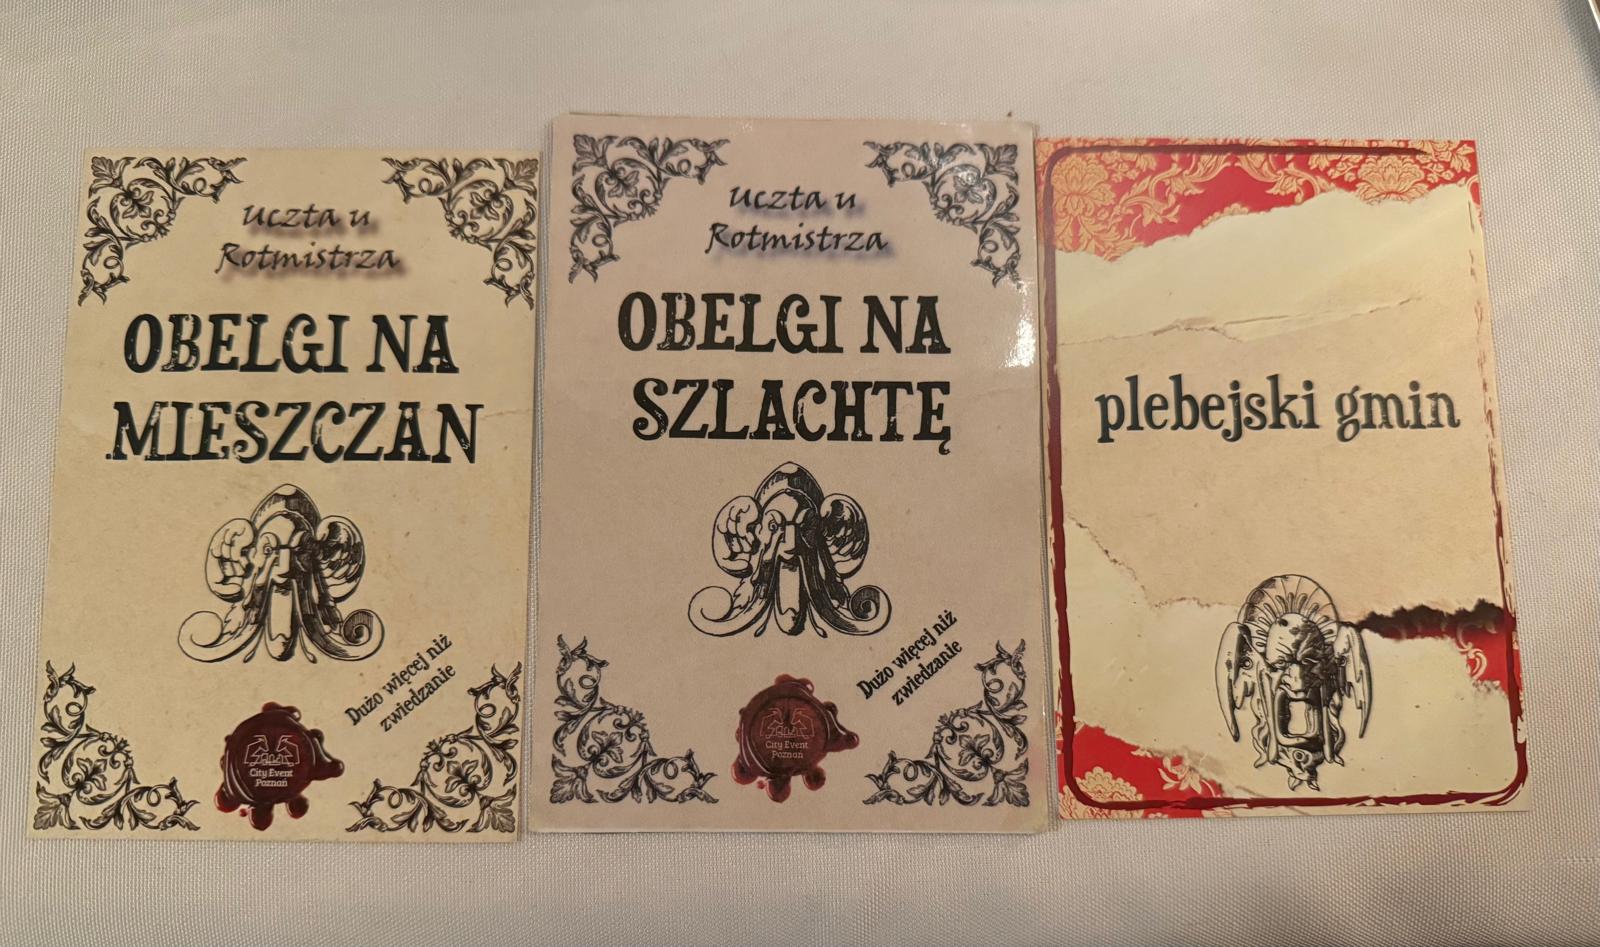 Uczta u
Rotmistrza
OBELGI NA
MIESZCZAN
Dużo więcej niż
zwiedzanie
City Event
Poznań
Uczta u
Rotmistrza
OBELGI NA
SZLACHTĘ
Dużo więcej niż
zwiedzanie
City Event
Poznań
plebejski gmin